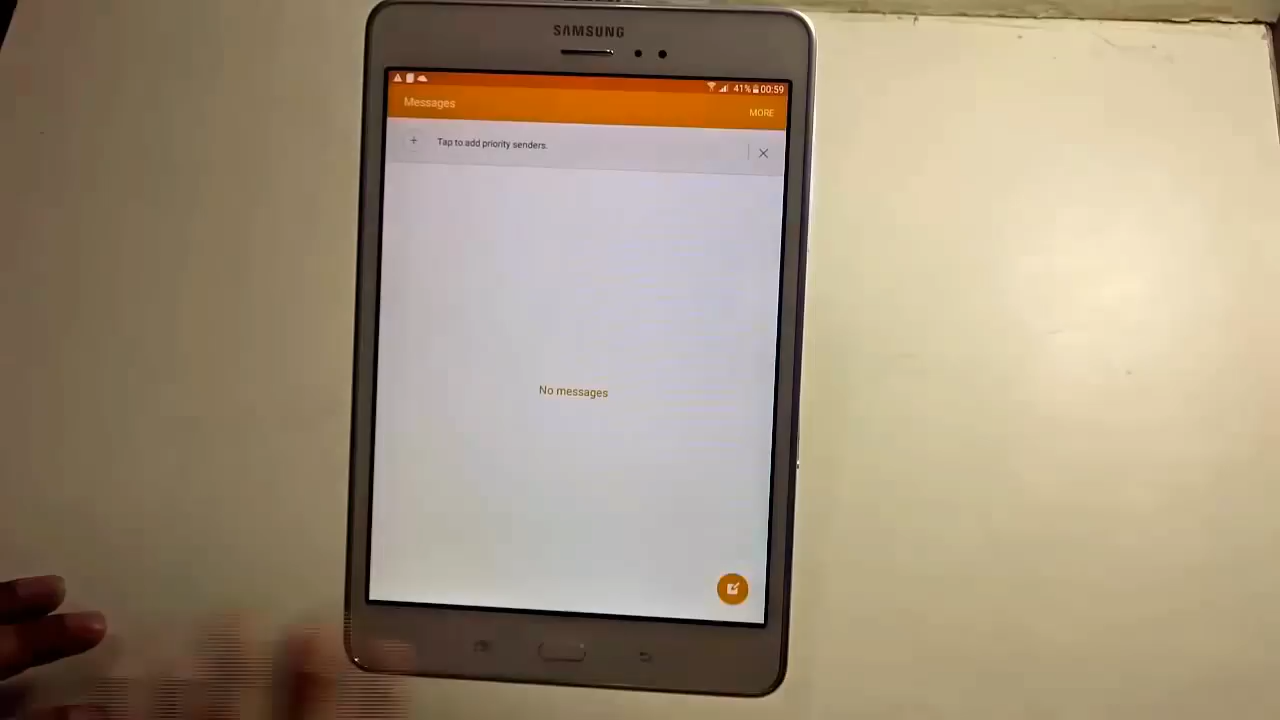 SAMSUNG
41% 00:59
Messages
MORE
Tap to add priority senders.
No messages